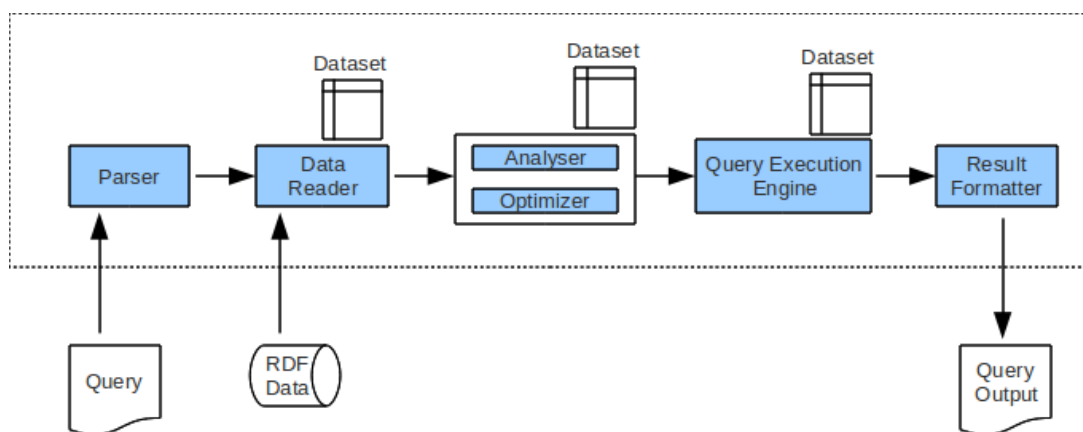 Dataset
Dataset
Dataset
Parser
Data
Reader
Analyser
Optimizer
Query Execution
Engine
Result
Formatter
Query
RDF
Data
Query
Output